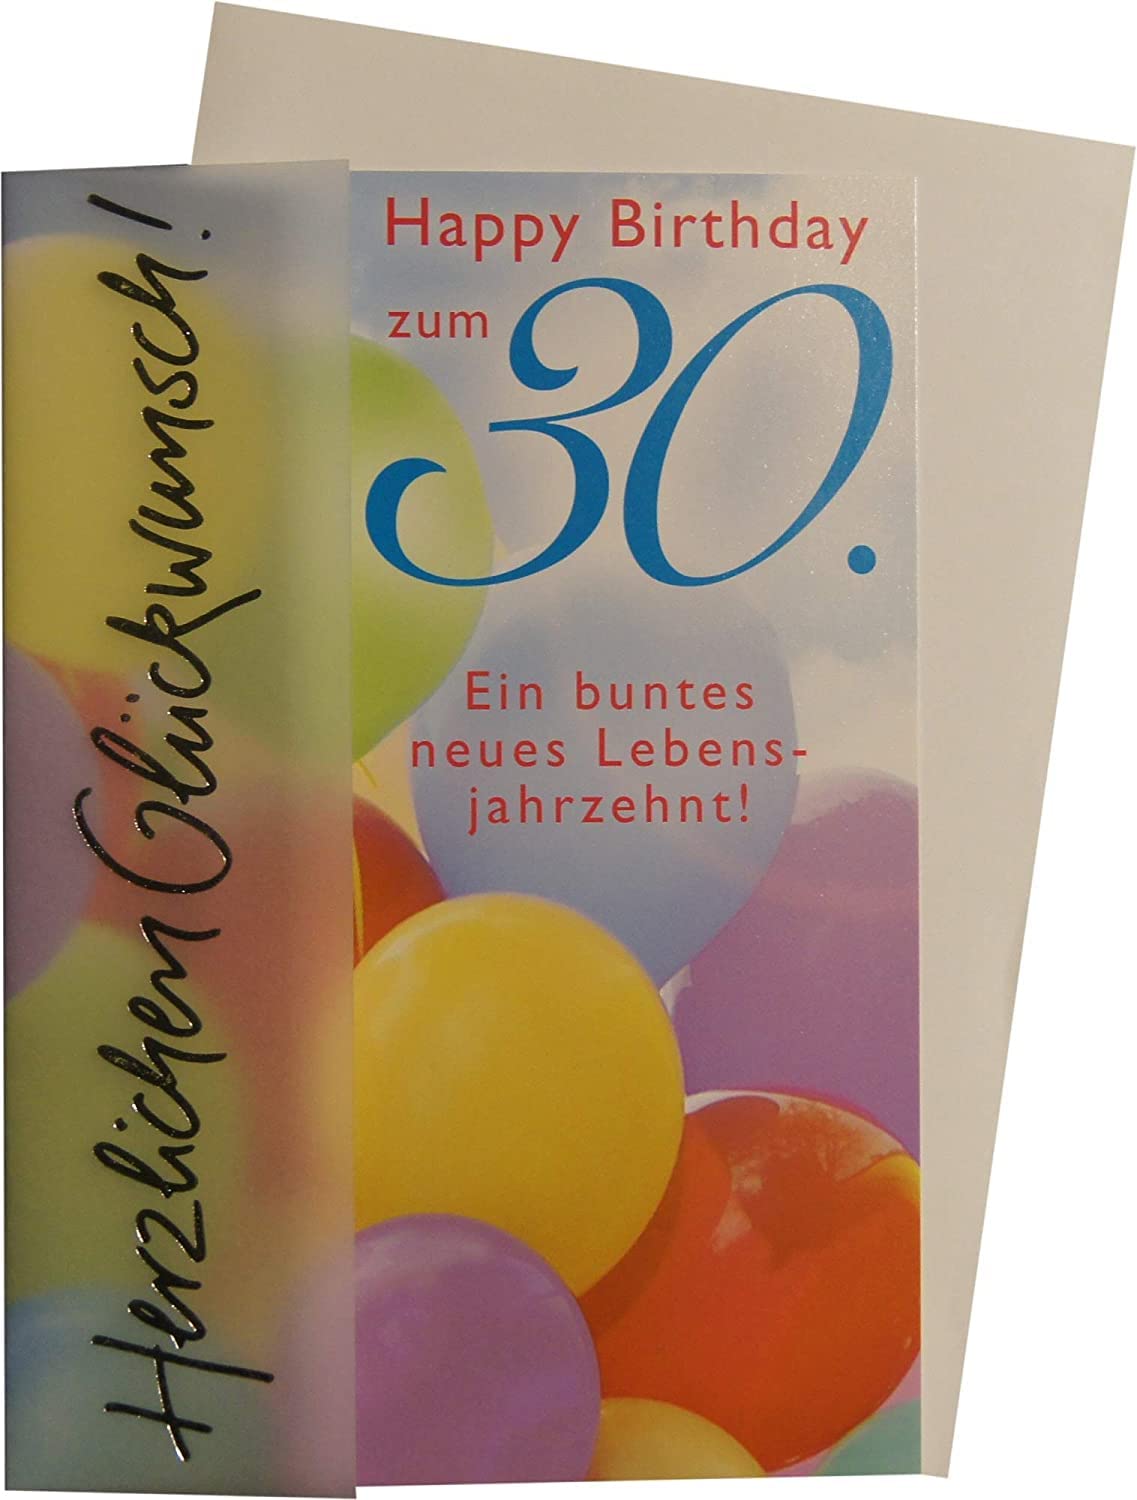 Herzlichen Glückwunsch!
Happy Birthday
zum 30.
Ein buntes
neues Lebens-
jahrzehnt!